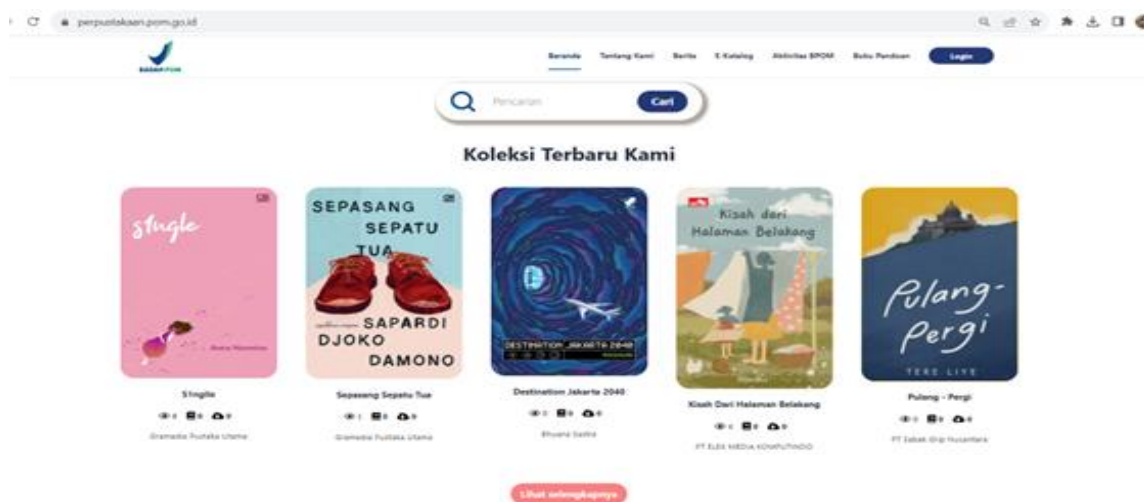 perpustakaan.pom.go.id
BADAN POM
Beranda Tentang Kami Berita E-Katalog Aktivitas BPOM Buku Panduan Login
Pencarian Cari
Koleksi Terbaru Kami
s1ngle
SEPASANG
SEPATU
TUA
SAPARDI
DJOKO
DAMONO
DESTINATION JAKARTA 2040
Kisah dari
Halaman Belakang
Pulang-
Pergi
TERE LIYE
S1ngle
Sepasang Sepatu Tua
Destination Jakarta 2040
Kisah Dari Halaman Belakang
Pulang - Pergi
Gramedia Pustaka Utama
Gramedia Pustaka Utama
Bhuana Sastra
PT ELEX MEDIA KOMPUTINDO
PT Sabak Grip Nusantara
Lihat selengkapnya